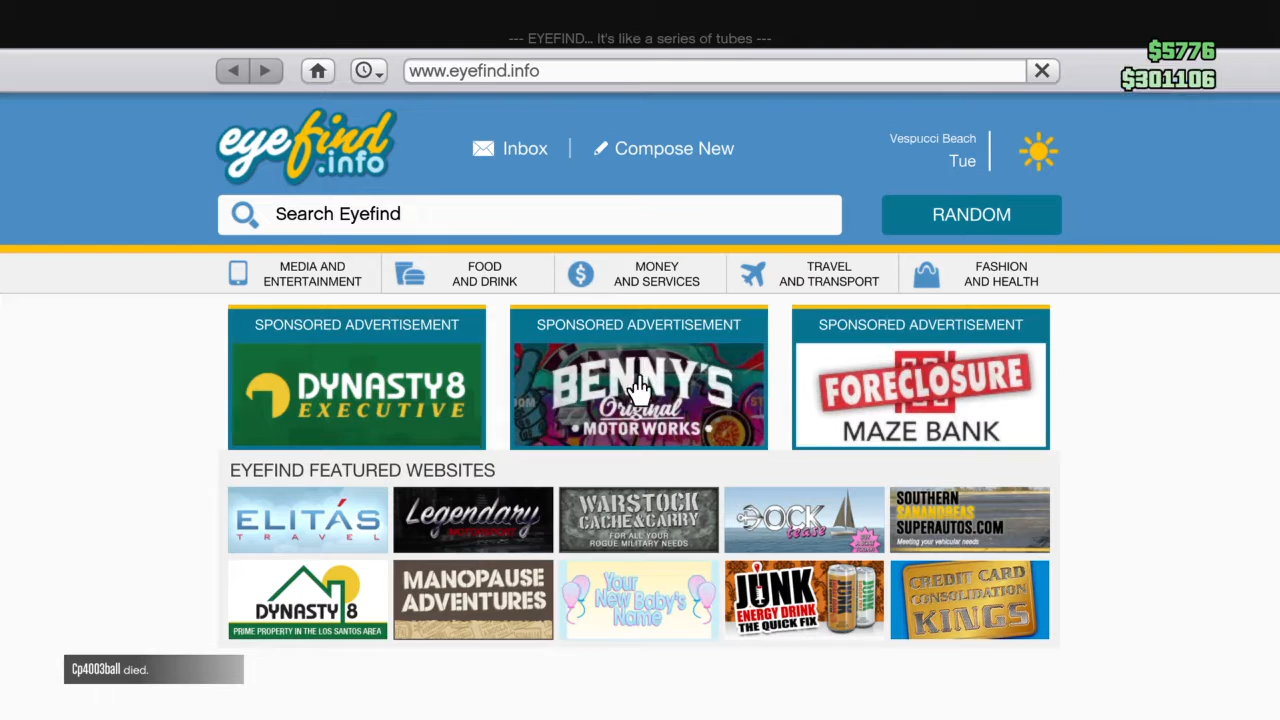 --- EYEFIND... It's like a series of tubes ---
$5776
www.eyefind.info
$301106
eyefind
.info
Inbox
Compose New
Vespucci Beach
Tue
Search Eyefind
RANDOM
MEDIA AND
ENTERTAINMENT
FOOD
AND DRINK
MONEY
AND SERVICES
TRAVEL
AND TRANSPORT
FASHION
AND HEALTH
SPONSORED ADVERTISEMENT
DYNASTY8
EXECUTIVE
SPONSORED ADVERTISEMENT
BENNY'S
Original
MOTORWORKS
SPONSORED ADVERTISEMENT
FORECLOSURE
MAZE BANK
EYEFIND FEATURED WEBSITES
ELITÁS
TRAVEL
Legendary
MOTORSPORT
WARSTOCK
CACHE&CARRY
FOR ALL YOUR
ROGUE MILITARY NEEDS
DOCK
tease
SOUTHERN
SANANDREAS
SUPERAUTOS.COM
Meeting your vehicular needs
DYNASTY 8
PRIME PROPERTY IN THE LOS SANTOS AREA
MANOPAUSE
ADVENTURES
Your
New Baby's
Name
JUNK
ENERGY DRINK
THE QUICK FIX
CREDIT CARD
CONSOLIDATION
KINGS
Cp4003ball died.